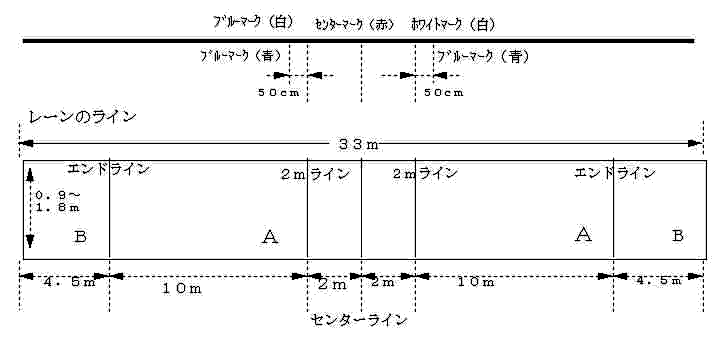 ﾌﾞﾙｰﾏｰｸ（白） ｾﾝﾀｰﾏｰｸ（赤） ﾎﾜｲﾄﾏｰｸ（白）
ﾌﾞﾙｰﾏｰｸ（青） ﾌﾞﾙｰﾏｰｸ（青）
５０ｃｍ ５０ｃｍ
レーンのライン
３３ｍ
エンドライン ２ｍライン ２ｍライン エンドライン
０．９～
１．８ｍ
Ｂ Ａ Ａ Ｂ
４．５ｍ １０ｍ ２ｍ ２ｍ １０ｍ ４．５ｍ
センターライン